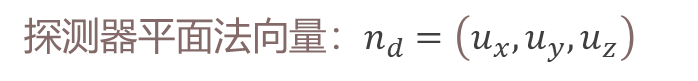 探测器平面法向量：n_d = (u_x, u_y, u_z)